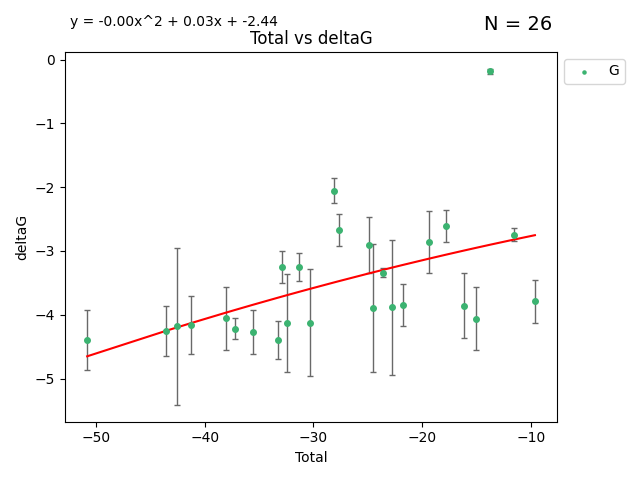 y = -0.00x^2 + 0.03x + -2.44
N = 26
Total vs deltaG
G
0
−1
−2
−3
−4
−5
deltaG
−50 −40 −30 −20 −10
Total